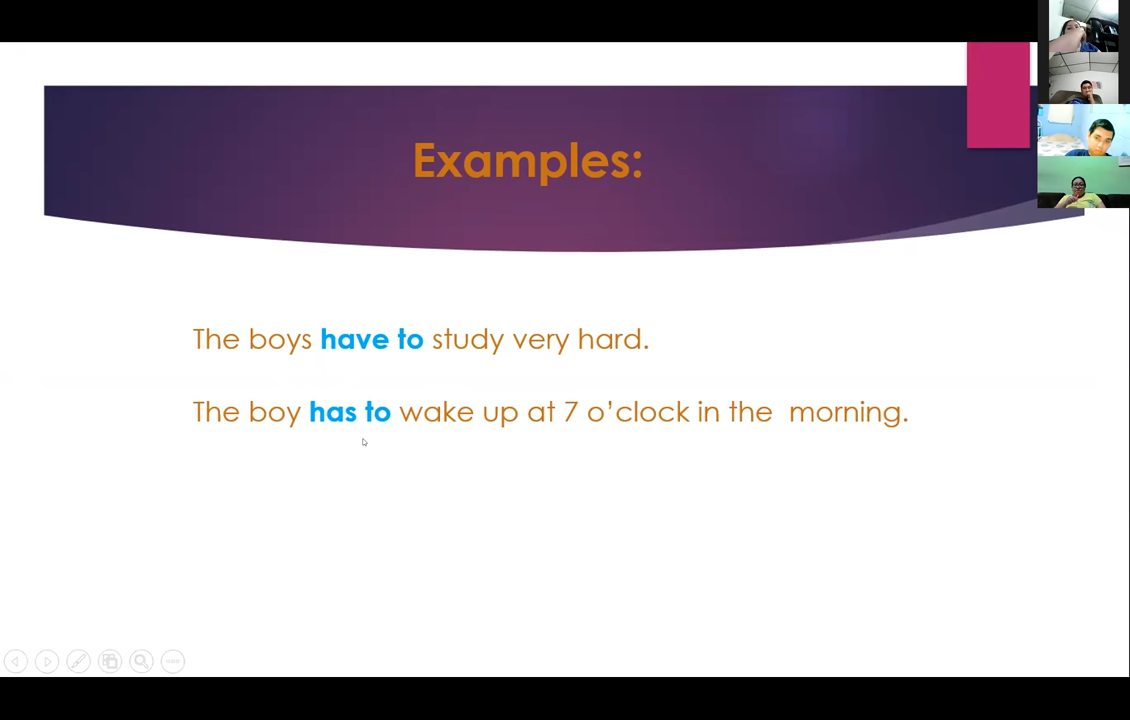 Examples:
The boys have to study very hard.
The boy has to wake up at 7 o’clock in the morning.